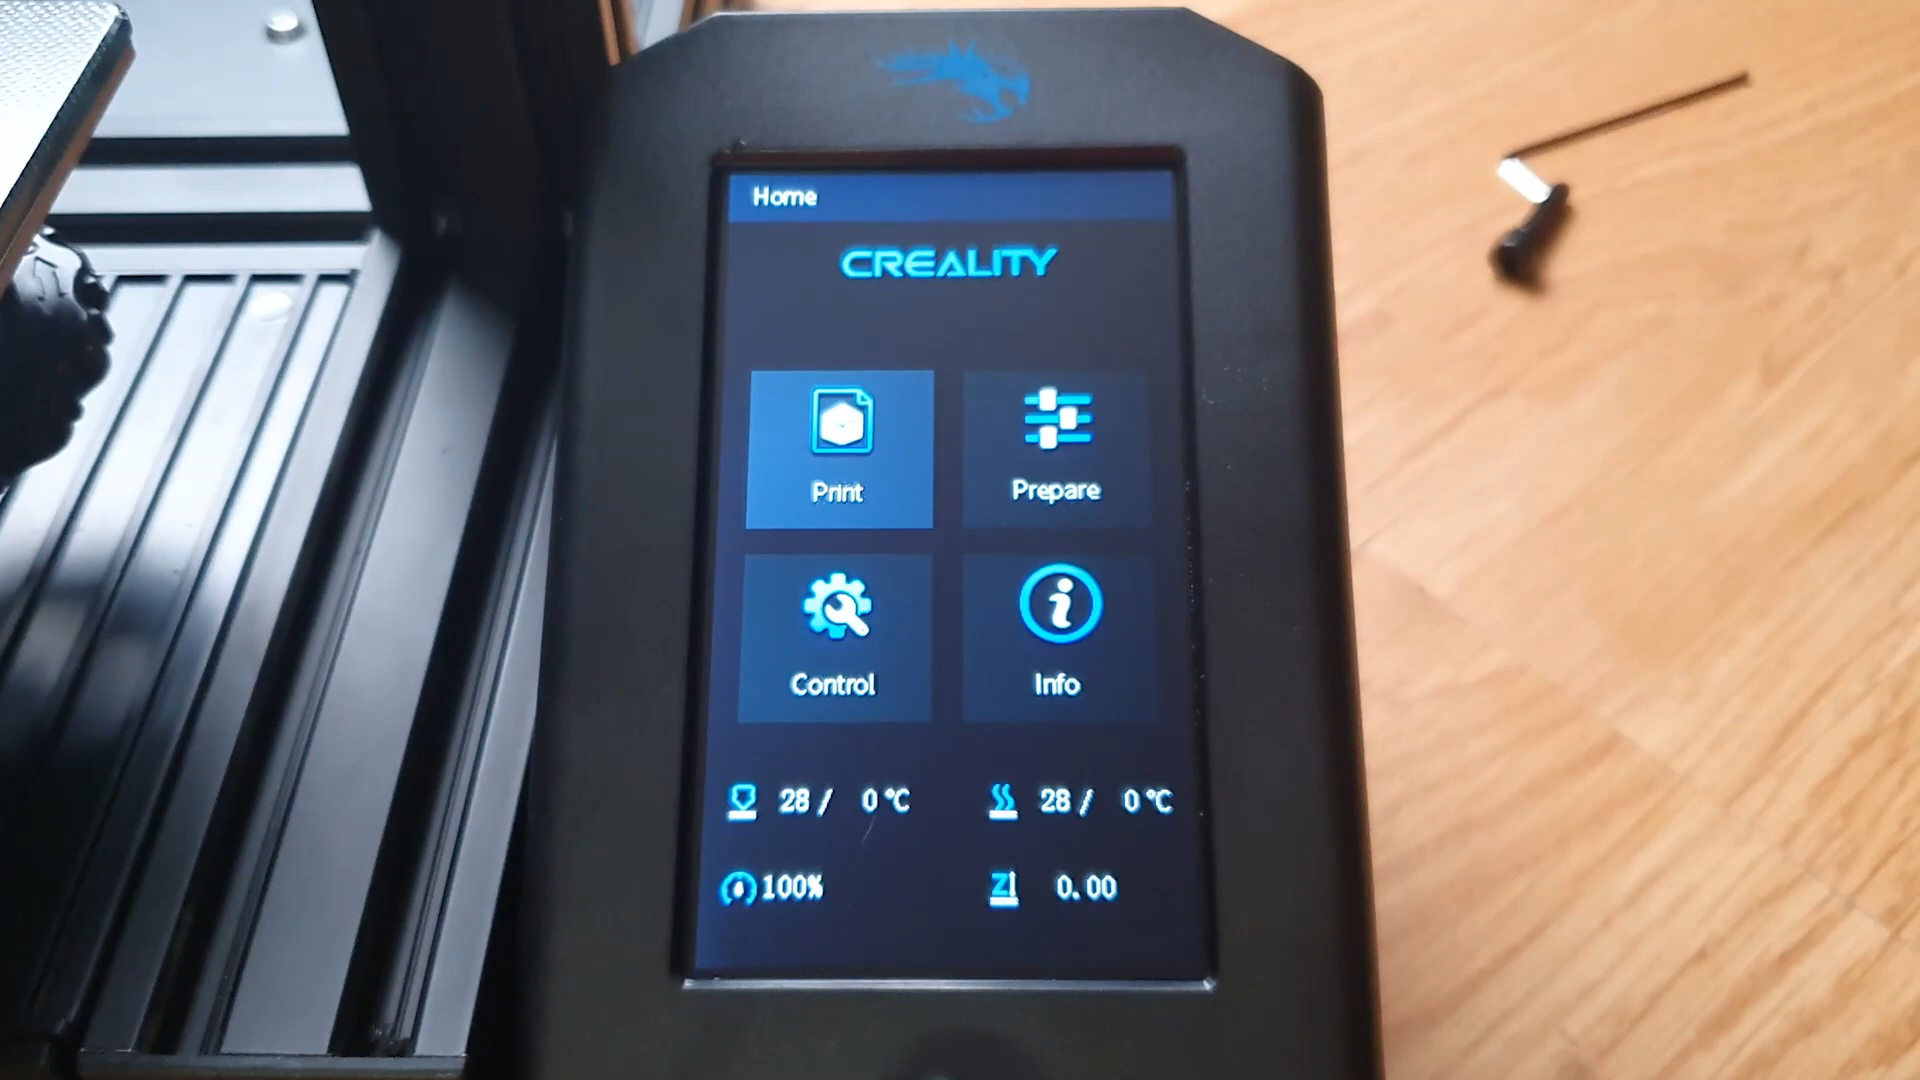 Home
CREALITY
Print
Prepare
Control
Info
28 / 0 °C
28 / 0 °C
100%
Z
0.00